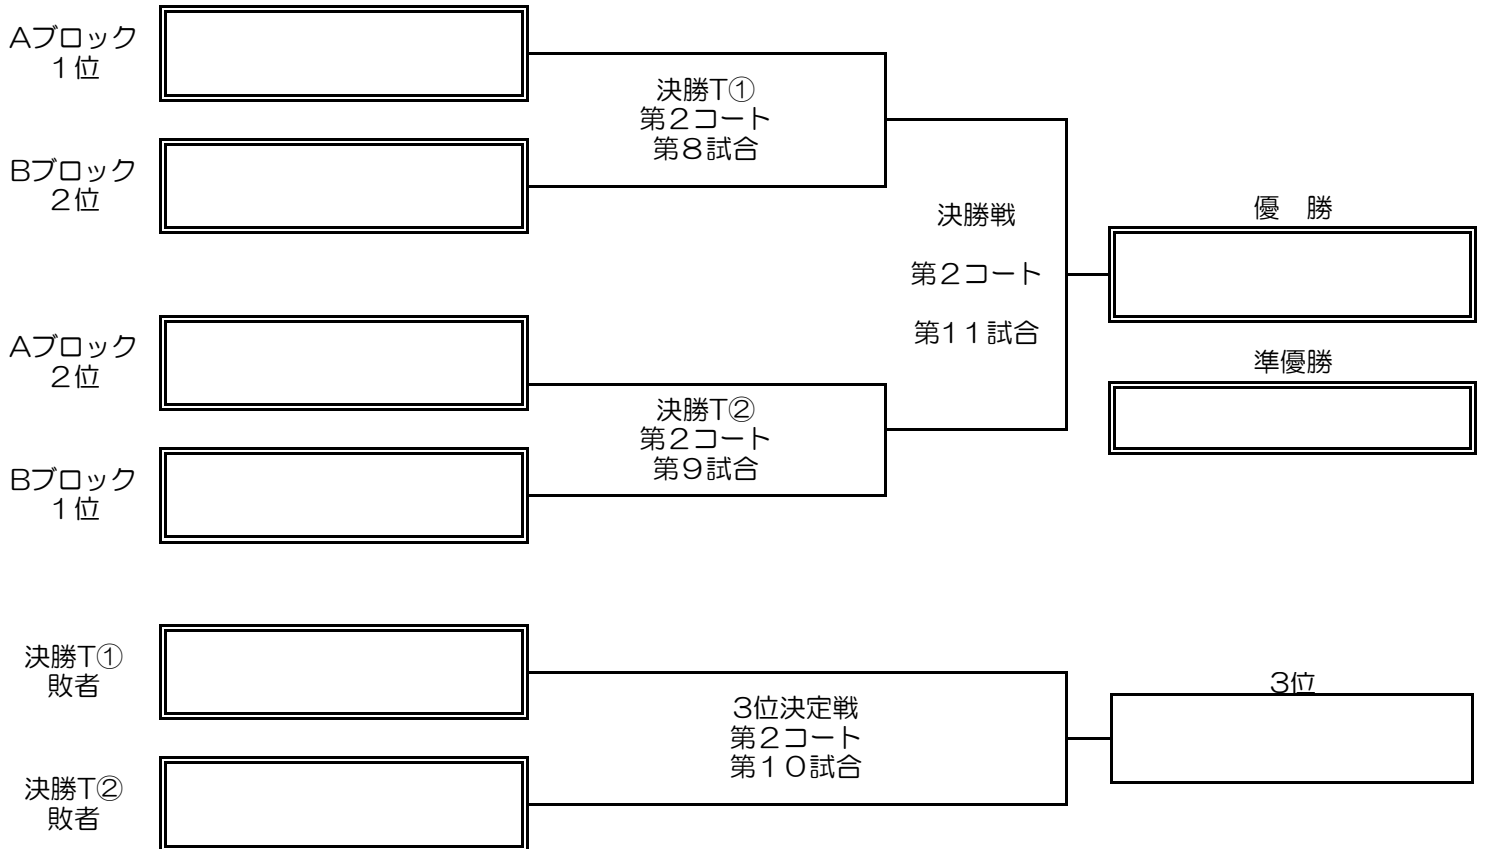 Aブロック
１位
決勝T①
第２コート
第８試合
Bブロック
２位
決勝戦
第２コート
第１１試合
優　勝
準優勝
Aブロック
２位
決勝T②
第２コート
第９試合
Bブロック
１位
決勝T①
敗者
3位決定戦
第２コート
第１０試合
3位
決勝T②
敗者